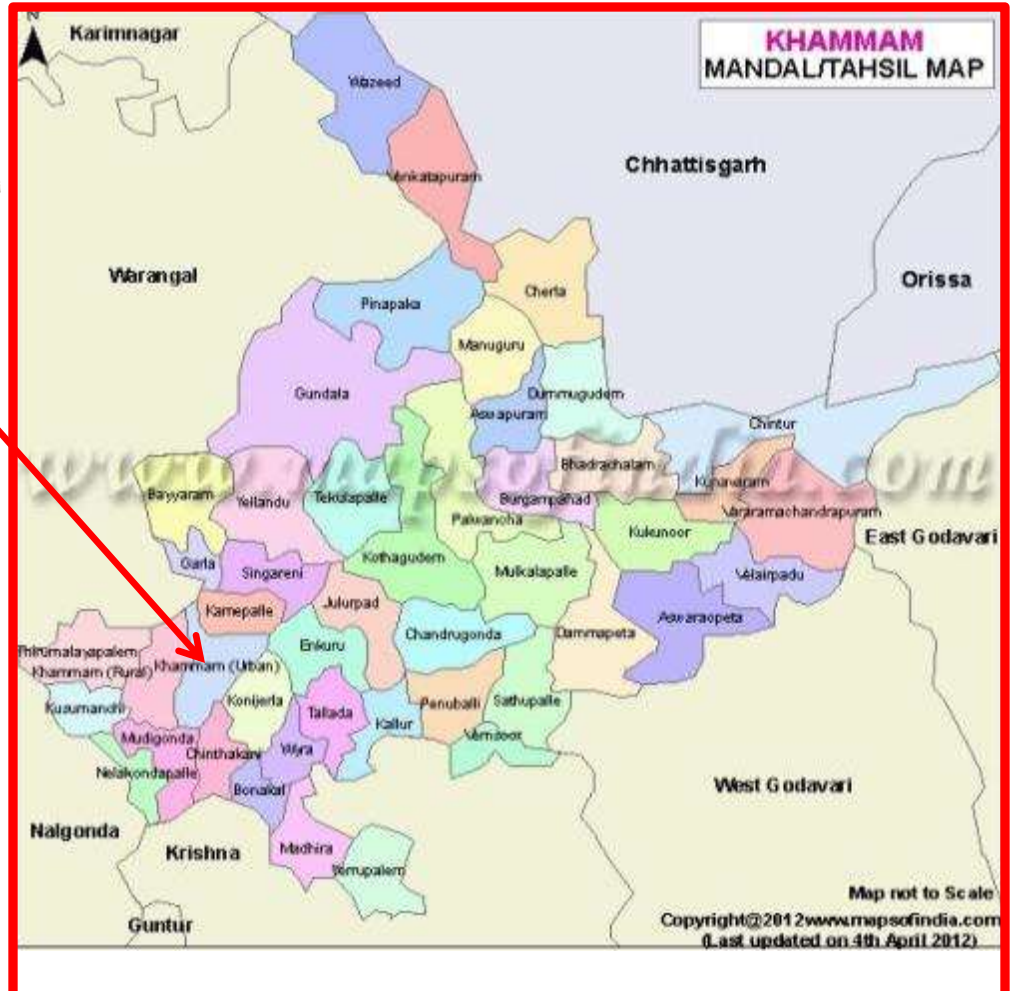 N
Karimnagar
KHAMMAM
MANDAL/TAHSIL MAP
Wazeed
Chhattisgarh
Venkatapuram
Warangal
Orissa
Cherla
Pinapaka
Manuguru
Gundala
Dummugudem
Aswapuram
Chintur
www.mapsofindia.com
Bhadrachalam
Kunavaram
Bayyaram
Yellandu
Tekulapalle
Burgampahad
Vararamachandrapuram
Palwancha
Kukunoor
East Godavari
Garla
Singareni
Kothagudem
Mulkalapalle
Velairpadu
Kamepalle
Julurpad
Aswaraopeta
Chandrugonda
Dammapeta
Enkuru
Thirumalayapalem
Khammam (Urban)
Khammam (Rural)
Konijerla
Penuballi
Sathupalle
Kusumanchi
Tallada
Kallur
Mudigonda
Vemsoor
Chinthakani
Wyra
Nelakondapalle
Bonakal
West Godavari
Nalgonda
Krishna
Madhira
Yerrupalem
Map not to Scale
Guntur
Copyright@2012www.mapsofindia.com
(Last updated on 4th April 2012)